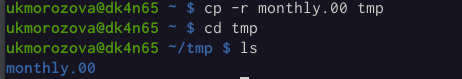 ukmorozova@dk4n65 ~ $ cp -r monthly.00 tmp
ukmorozova@dk4n65 ~ $ cd tmp
ukmorozova@dk4n65 ~/tmp $ ls
monthly.00